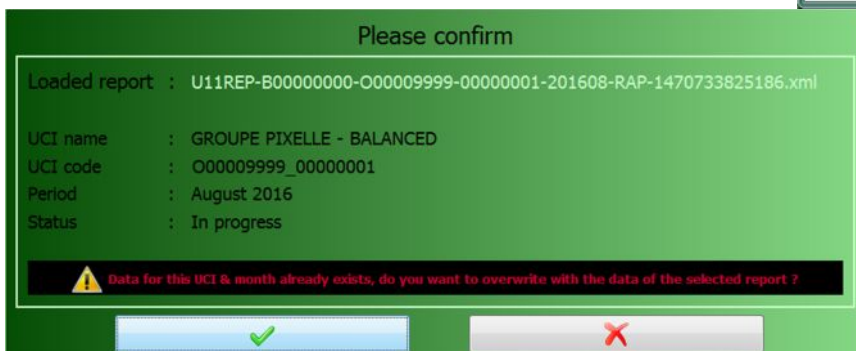 Please confirm
Loaded report : U11REP-B00000000-O00009999-00000001-201608-RAP-1470733825186.xml
UCI name : GROUPE PIXELLE - BALANCED
UCI code : O00009999_00000001
Period : August 2016
Status : In progress
Data for this UCI & month already exists, do you want to overwrite with the data of the selected report ?